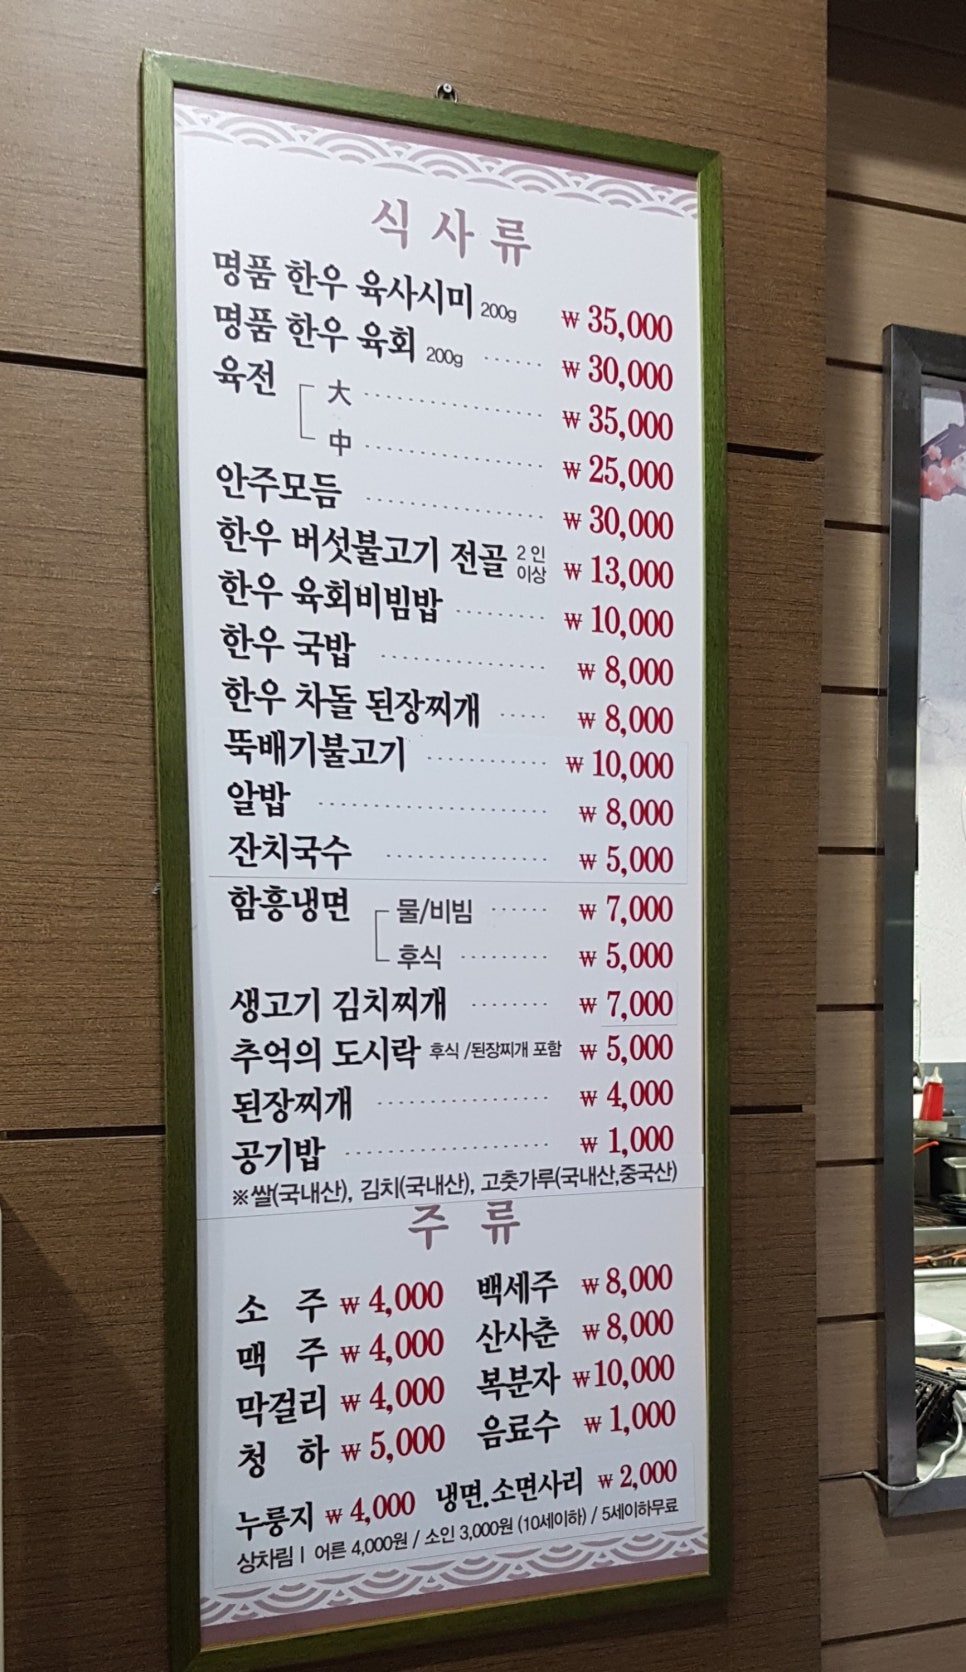 식사류
명품 한우 육사시미 200g ₩ 35,000
명품 한우 육회 200g ······ ₩ 30,000
육전 大 ················· ₩ 35,000
中 ················· ₩ 25,000
안주모듬 ················· ₩ 30,000
한우 버섯불고기 전골 2인 이상 ₩ 13,000
한우 육회비빔밥 ········· ₩ 10,000
한우 국밥 ················ ₩ 8,000
한우 차돌 된장찌개 ····· ₩ 8,000
뚝배기불고기 ············ ₩ 10,000
알밥 ······················ ₩ 8,000
잔치국수 ················ ₩ 5,000
함흥냉면 물/비빔 ······ ₩ 7,000
후식 ········· ₩ 5,000
생고기 김치찌개 ········ ₩ 7,000
추억의 도시락 후식 /된장찌개 포함 ₩ 5,000
된장찌개 ················· ₩ 4,000
공기밥 ···················· ₩ 1,000
※쌀(국내산), 김치(국내산), 고춧가루(국내산,중국산)
주 류
소 주 ₩ 4,000 백세주 ₩ 8,000
맥 주 ₩ 4,000 산사춘 ₩ 8,000
막걸리 ₩ 4,000 복분자 ₩10,000
청 하 ₩ 5,000 음료수 ₩ 1,000
누룽지 ₩ 4,000 냉면.소면사리 ₩ 2,000
상차림ㅣ 어른 4,000원 / 소인 3,000원 (10세이하) / 5세이하무료